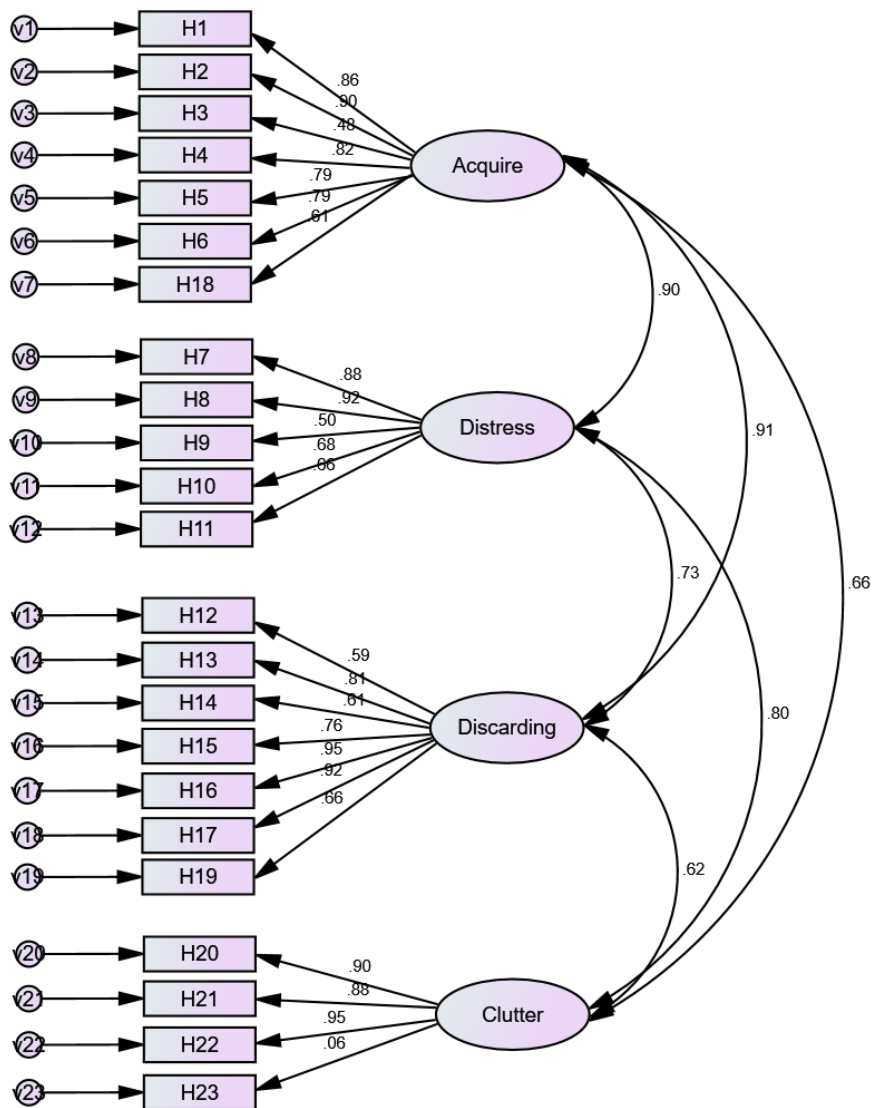 v1 H1
.86
v2 H2
.90
v3 H3
.48
v4 H4
.82
Acquire
v5 H5
.79
v6 H6
.79
.61
v7 H18
.90
v8 H7
.88
v9 H8
.92
v10 H9
.50
Distress
.91
v11 H10
.68
.66
v12 H11
.73
.66
v13 H12
.59
v14 H13
.81
v15 H14
.61
.80
v16 H15
.76
Discarding
.95
v17 H16
.92
v18 H17
.66
v19 H19
.62
v20 H20
.90
v21 H21
.88
v22 H22
.95
Clutter
.06
v23 H23